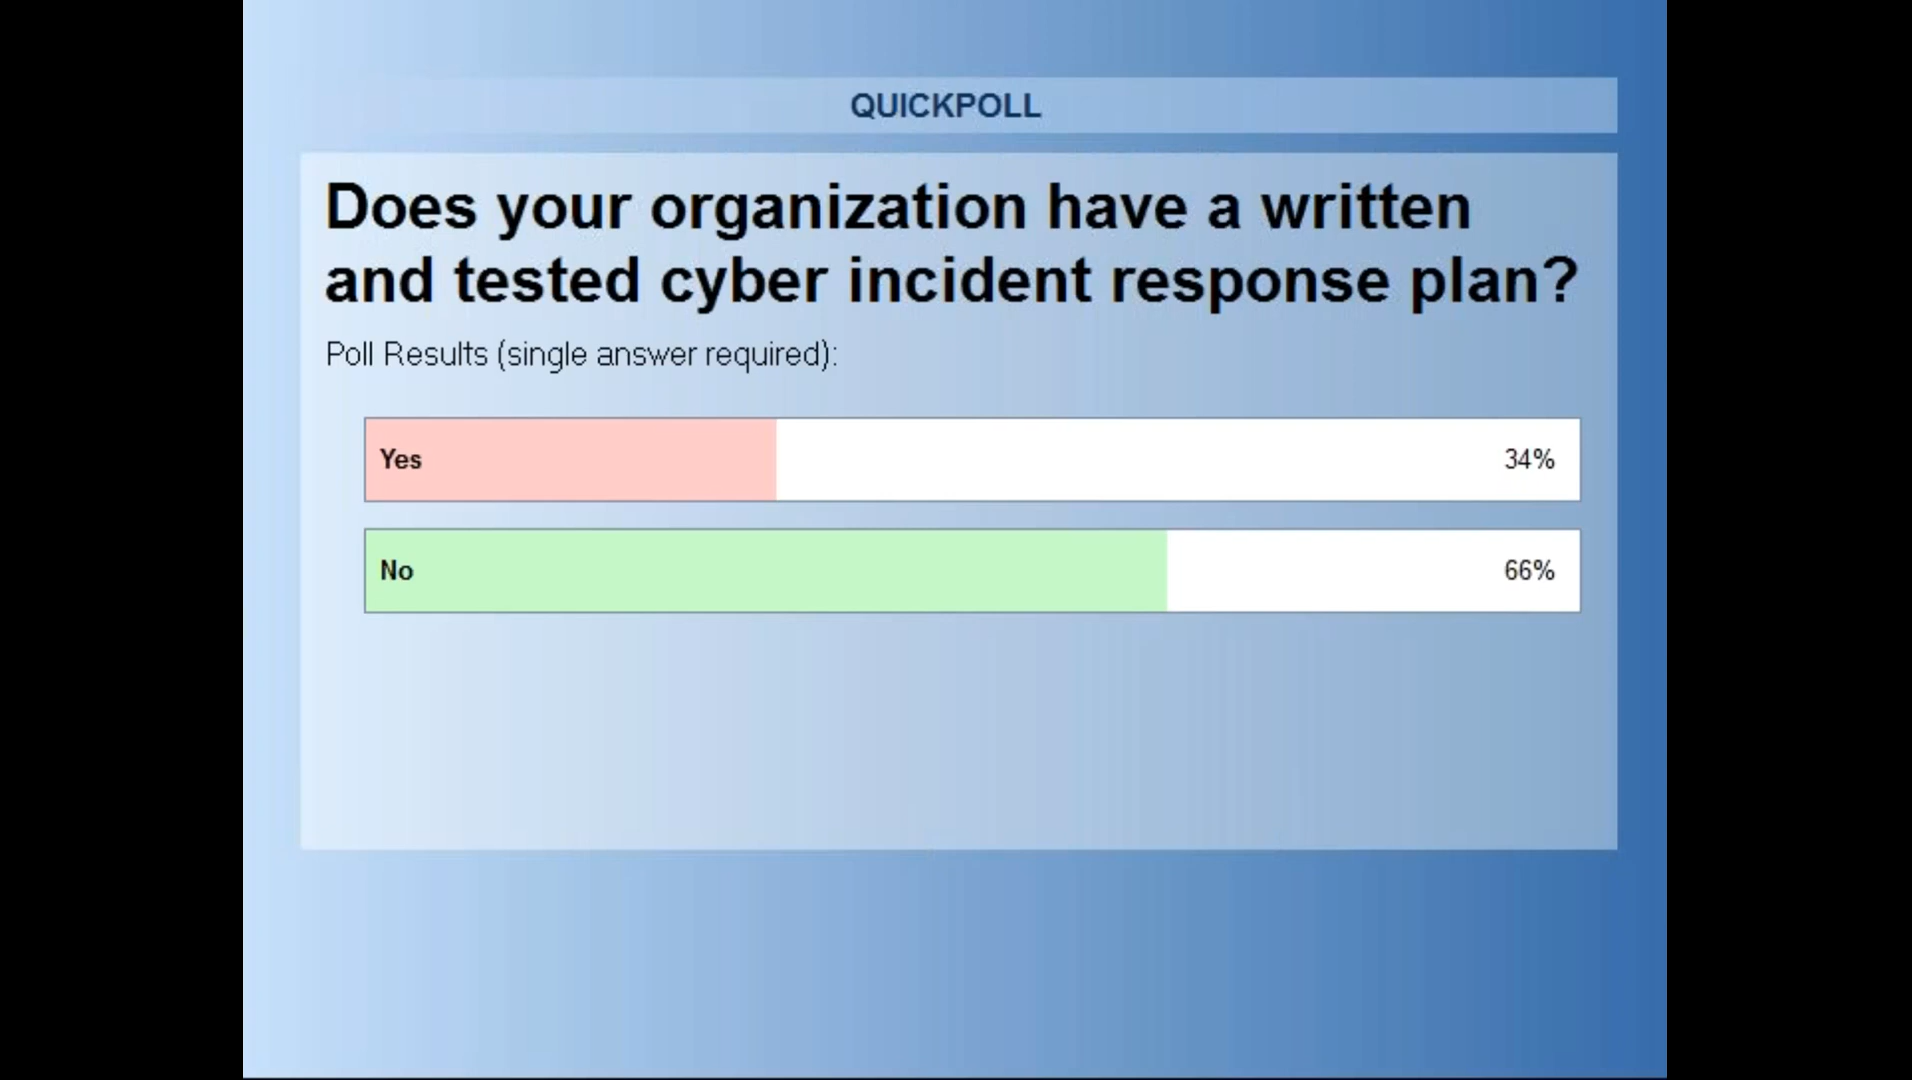 QUICKPOLL
Does your organization have a written
and tested cyber incident response plan?
Poll Results (single answer required):
Yes 34%
No 66%